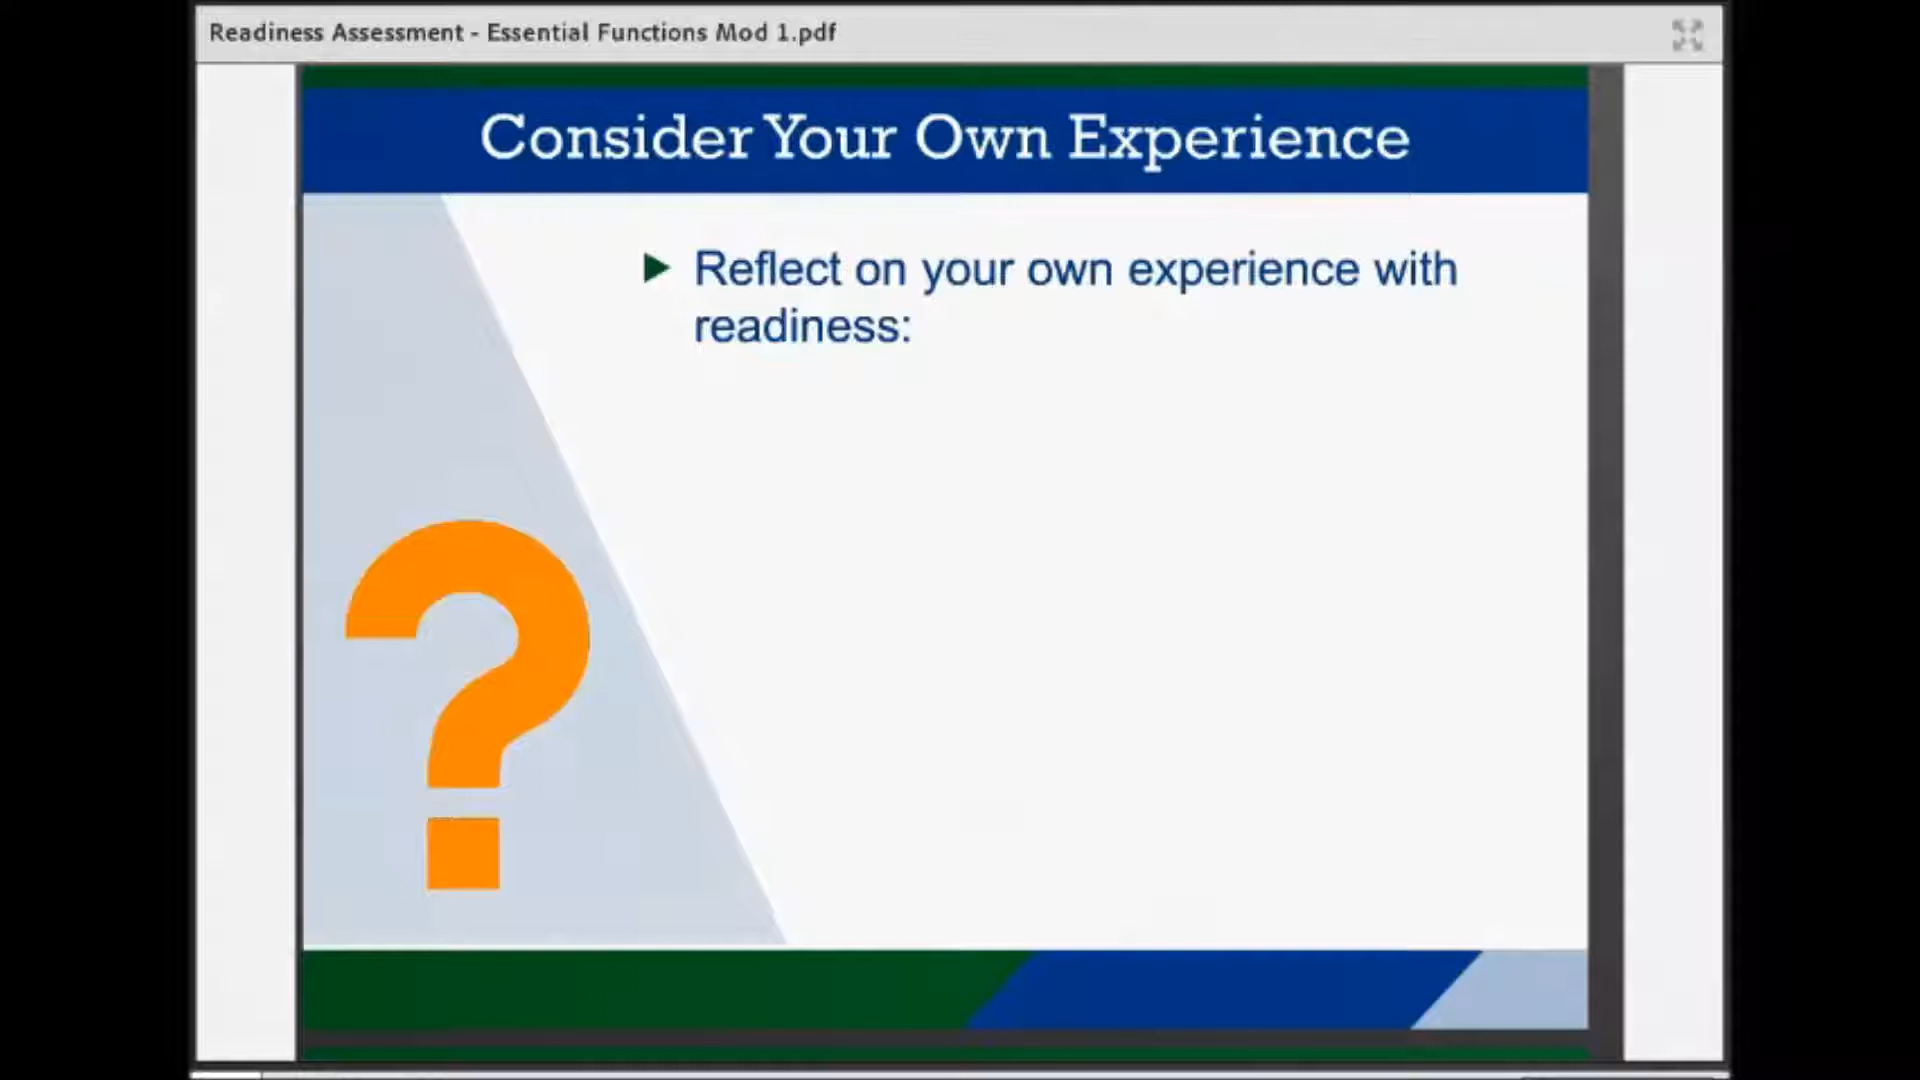 Readiness Assessment - Essential Functions Mod 1.pdf
Consider Your Own Experience
Reflect on your own experience with
readiness:
?